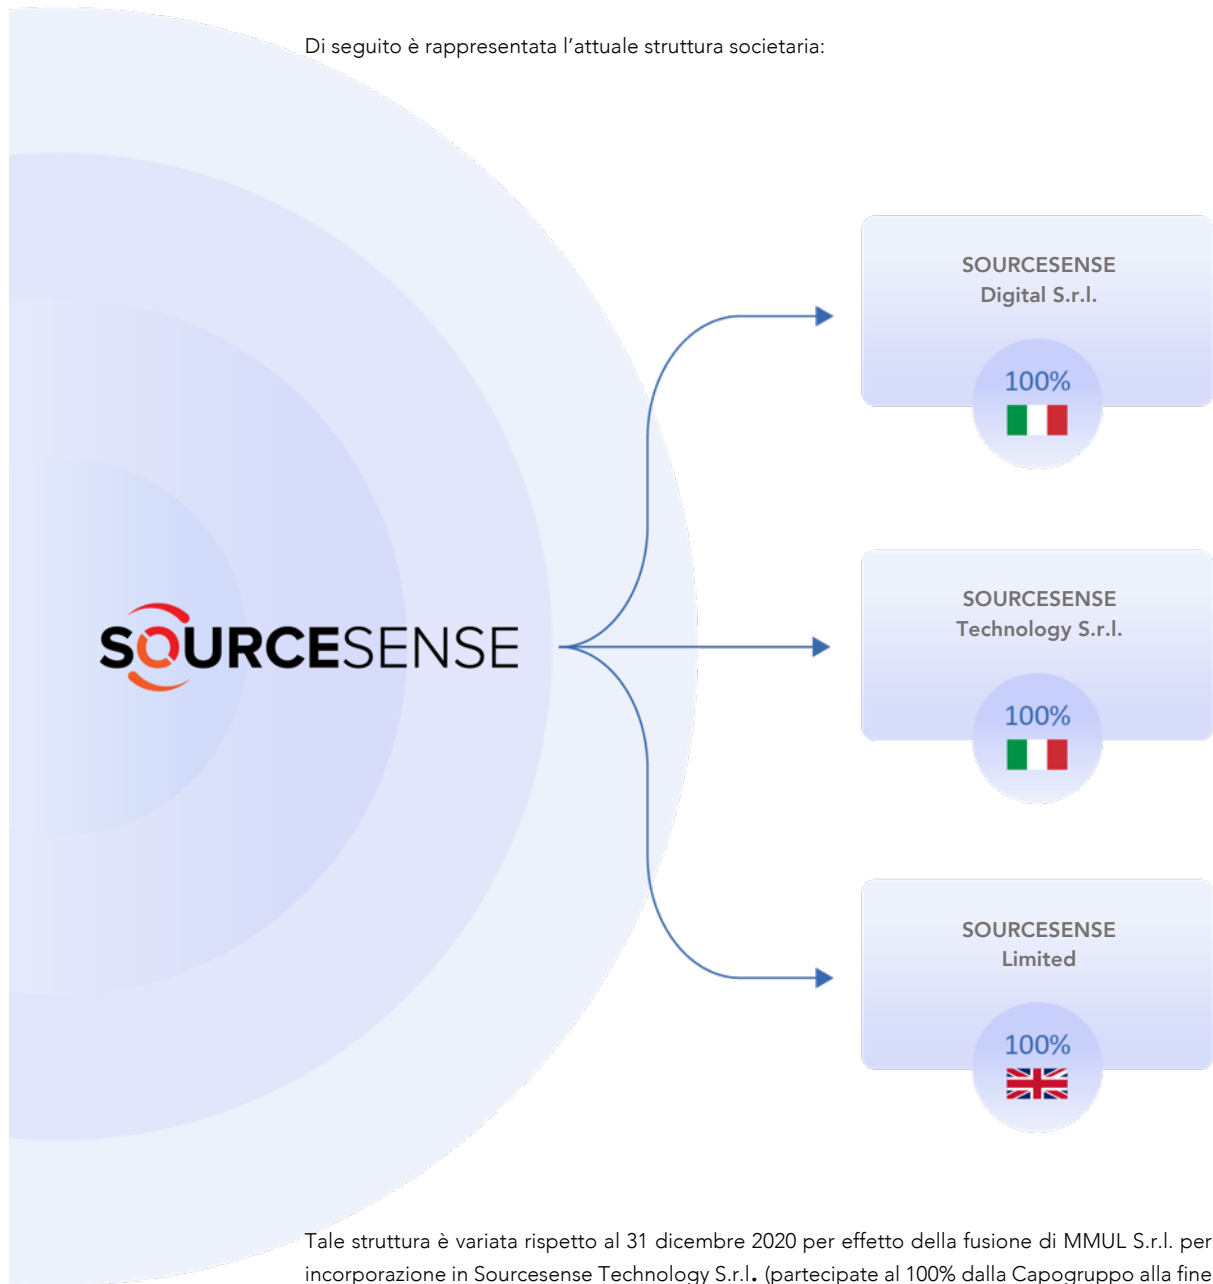 Di seguito è rappresentata l’attuale struttura societaria:
SOURCESENSE
Digital S.r.l.
100%
SOURCESENSE
SOURCESENSE
Technology S.r.l.
100%
SOURCESENSE
Limited
100%
Tale struttura è variata rispetto al 31 dicembre 2020 per effetto della fusione di MMUL S.r.l. per
incorporazione in Sourcesense Technology S.r.l. (partecipate al 100% dalla Capogruppo alla fine